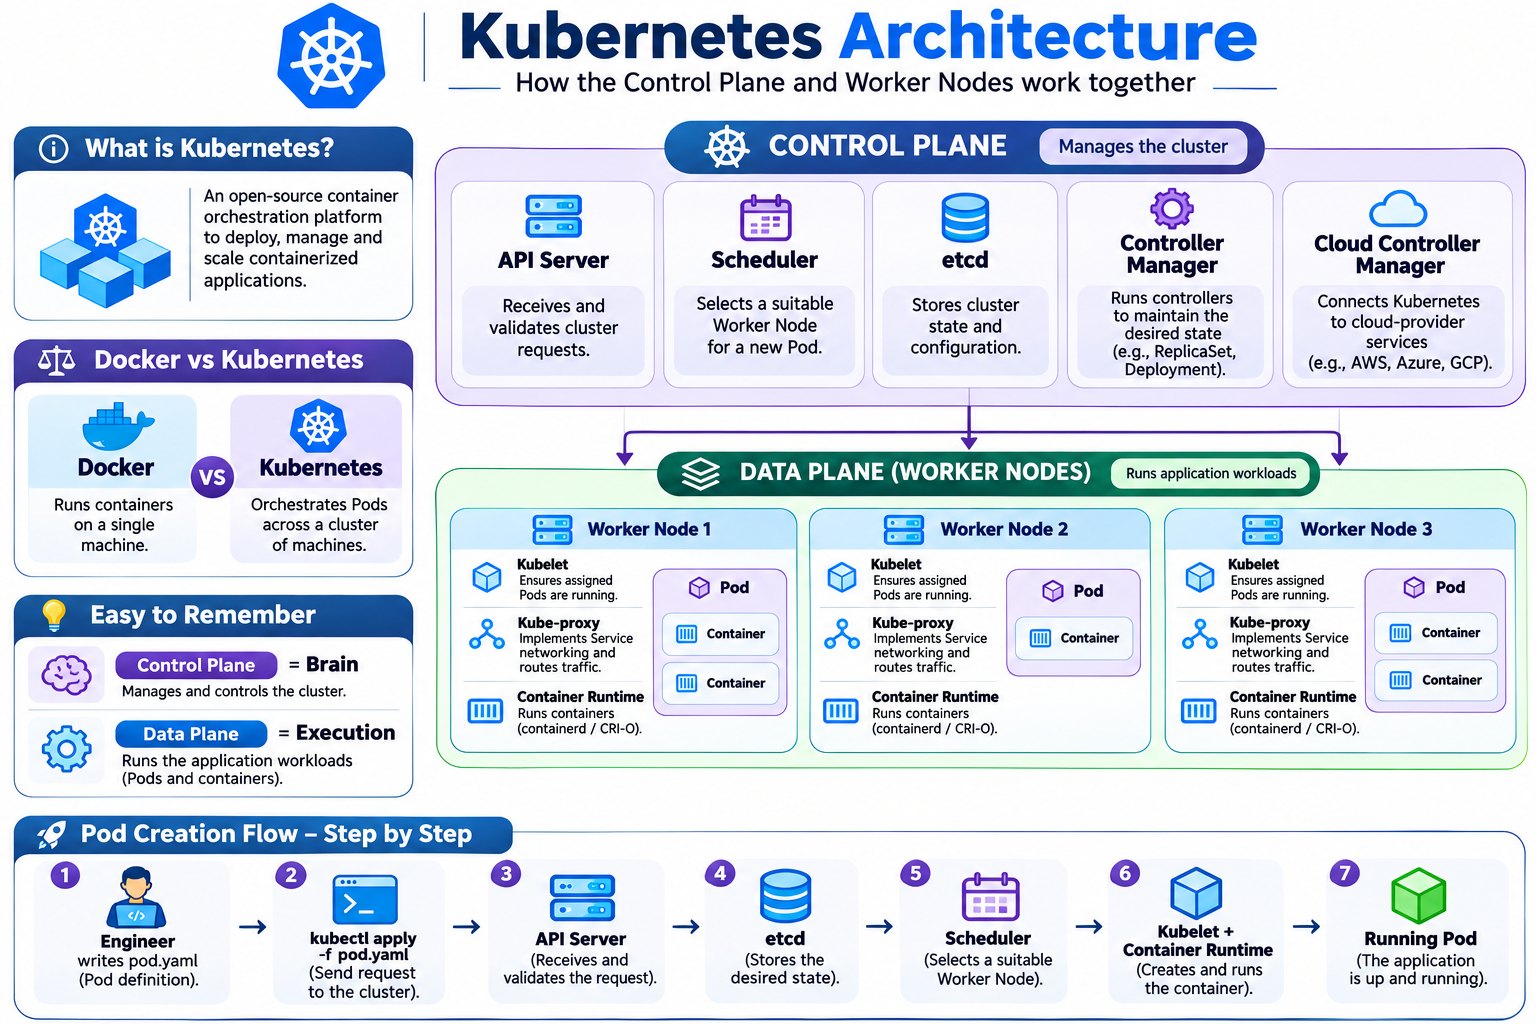 Kubernetes Architecture
How the Control Plane and Worker Nodes work together
What is Kubernetes?
An open-source container
orchestration platform
to deploy, manage and
scale containerized
applications.
Docker vs Kubernetes
Docker
Runs containers
on a single
machine.
VS
Kubernetes
Orchestrates Pods
across a cluster
of machines.
Easy to Remember
Control Plane = Brain
Manages and controls the cluster.
Data Plane = Execution
Runs the application workloads
(Pods and containers).
CONTROL PLANE
Manages the cluster
API Server
Receives and
validates cluster
requests.
Scheduler
Selects a suitable
Worker Node
for a new Pod.
etcd
Stores cluster
state and
configuration.
Controller
Manager
Runs controllers
to maintain the
desired state
(e.g., ReplicaSet,
Deployment).
Cloud Controller
Manager
Connects Kubernetes
to cloud-provider
services
(e.g., AWS, Azure, GCP).
DATA PLANE (WORKER NODES)
Runs application workloads
Worker Node 1
Kubelet
Ensures assigned
Pods are running.
Kube-proxy
Implements Service
networking and
routes traffic.
Container Runtime
Runs containers
(containerd / CRI-O).
Pod
Container
Container
Worker Node 2
Kubelet
Ensures assigned
Pods are running.
Kube-proxy
Implements Service
networking and
routes traffic.
Container Runtime
Runs containers
(containerd / CRI-O).
Pod
Container
Worker Node 3
Kubelet
Ensures assigned
Pods are running.
Kube-proxy
Implements Service
networking and
routes traffic.
Container Runtime
Runs containers
(containerd / CRI-O).
Pod
Container
Container
Pod Creation Flow – Step by Step
1
</>
Engineer
writes pod.yaml
(Pod definition).
2
>_
kubectl apply
-f pod.yaml
(Send request
to the cluster).
3
API Server
(Receives and
validates the request).
4
etcd
(Stores the
desired state).
5
Scheduler
(Selects a suitable
Worker Node).
6
Kubelet +
Container Runtime
(Creates and runs
the container).
7
Running Pod
(The application
is up and running).